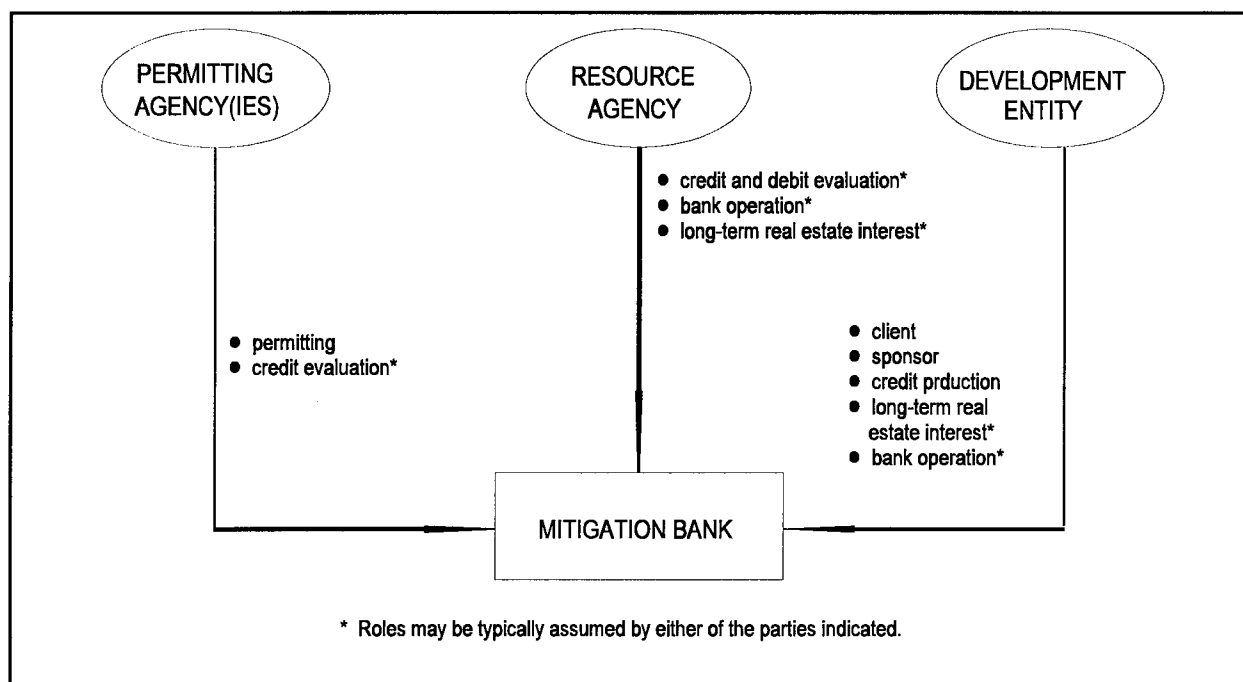 PERMITTING
AGENCY(IES)
RESOURCE
AGENCY
DEVELOPMENT
ENTITY
● credit and debit evaluation*
● bank operation*
● long-term real estate interest*
● permitting
● credit evaluation*
● client
● sponsor
● credit prduction
● long-term real
estate interest*
● bank operation*
MITIGATION BANK
* Roles may be typically assumed by either of the parties indicated.